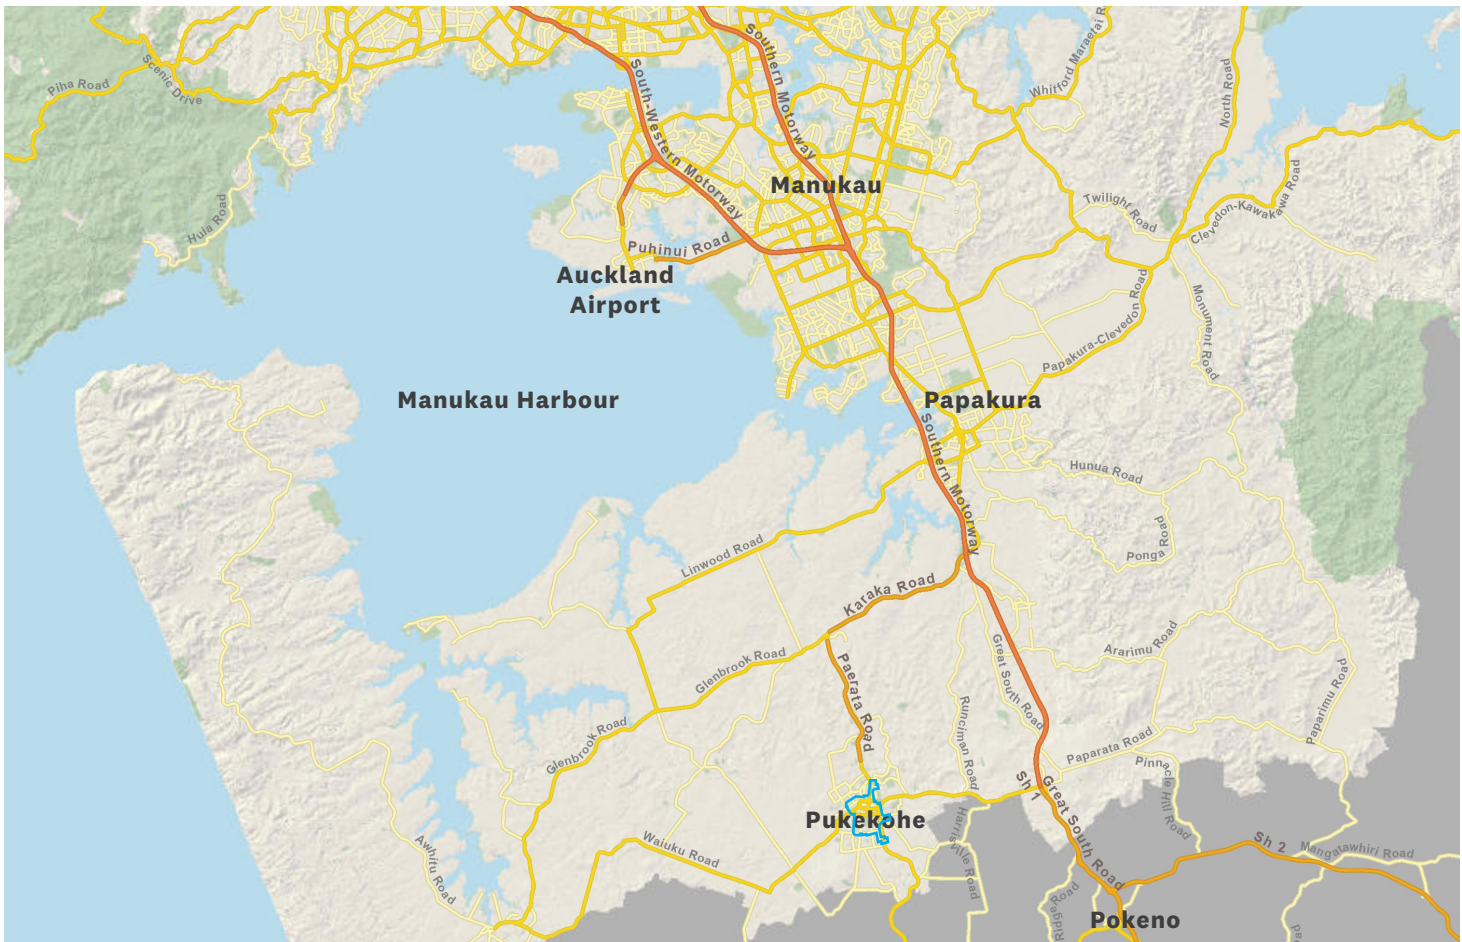 Piha Road
Scenic Drive
South-Western Motorway
Southern Motorway
Whitford Maraetai R
North Road
Huia Road
Manukau
Twilight Road
Clevedon-Kawakawa Road
Puhinui Road
Auckland
Airport
Monument Road
Papakura-Clevedon Road
Manukau Harbour
Papakura
Southern Motorway
Hunua Road
Linwood Road
Ponga Road
Karaka Road
Glenbrook Road
Paerata Road
Great South Road
Ararimu Road
Runciman Road
Paparimu Road
Glenbrook Road
Paparata Road
Pinnacle Hill Road
Sh 1
Great South Road
Pukekohe
Harrisville Road
Waiuku Road
Awhitu Road
Sh 2
Mangatawhiri Road
Ridge Road
Pokeno
ad